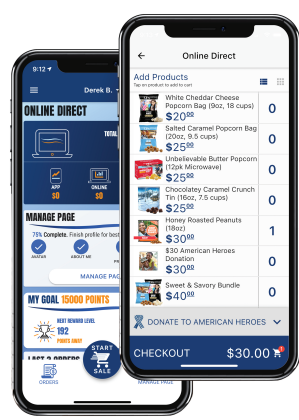 9:12
Derek B.
ONLINE DIRECT
TOTAL
APP
$0
ONLINE
$0
MANAGE PAGE
75% Complete. Finish profile for best
AVATAR
ABOUT ME
MANAGE PAG
MY GOAL 15000 POINTS
NEXT REWARD LEVEL
192
POINTS AWAY
LAST 3 ORDERS
START
SALE
ORDERS
MANAGE PAGE
Online Direct
Add Products
Tap on product to add to cart
White Cheddar Cheese
Popcorn Bag (9oz, 18 cups)
$20.00
0
Salted Caramel Popcorn Bag
(20oz, 9.5 cups)
$25.00
0
Unbelievable Butter Popcorn
(12pk Microwave)
$25.00
0
Chocolatey Caramel Crunch
Tin (16oz, 7.5 cups)
$25.00
0
Honey Roasted Peanuts
(18oz)
$30.00
1
$30 American Heroes
Donation
$30.00
0
Sweet & Savory Bundle
$40.00
0
DONATE TO AMERICAN HEROES
CHECKOUT
$30.00